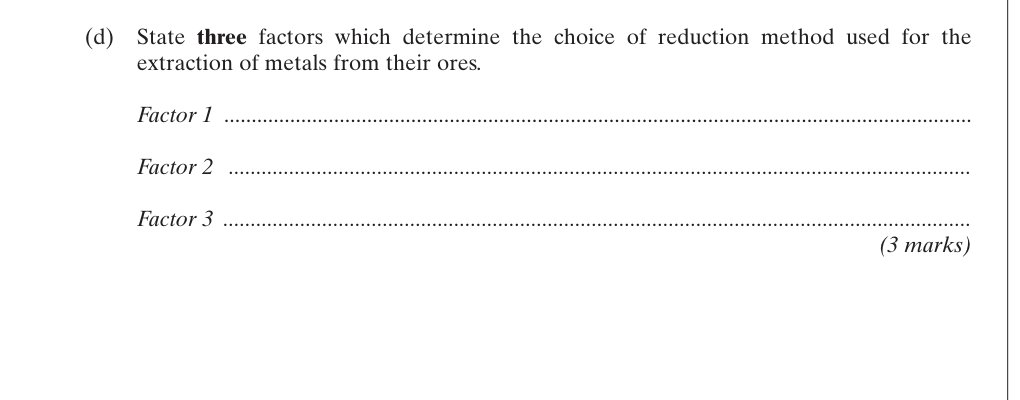 (d) State three factors which determine the choice of reduction method used for the
extraction of metals from their ores.
Factor 1 ..........................................................................................................................................
Factor 2 .........................................................................................................................................
Factor 3 ..........................................................................................................................................
(3 marks)